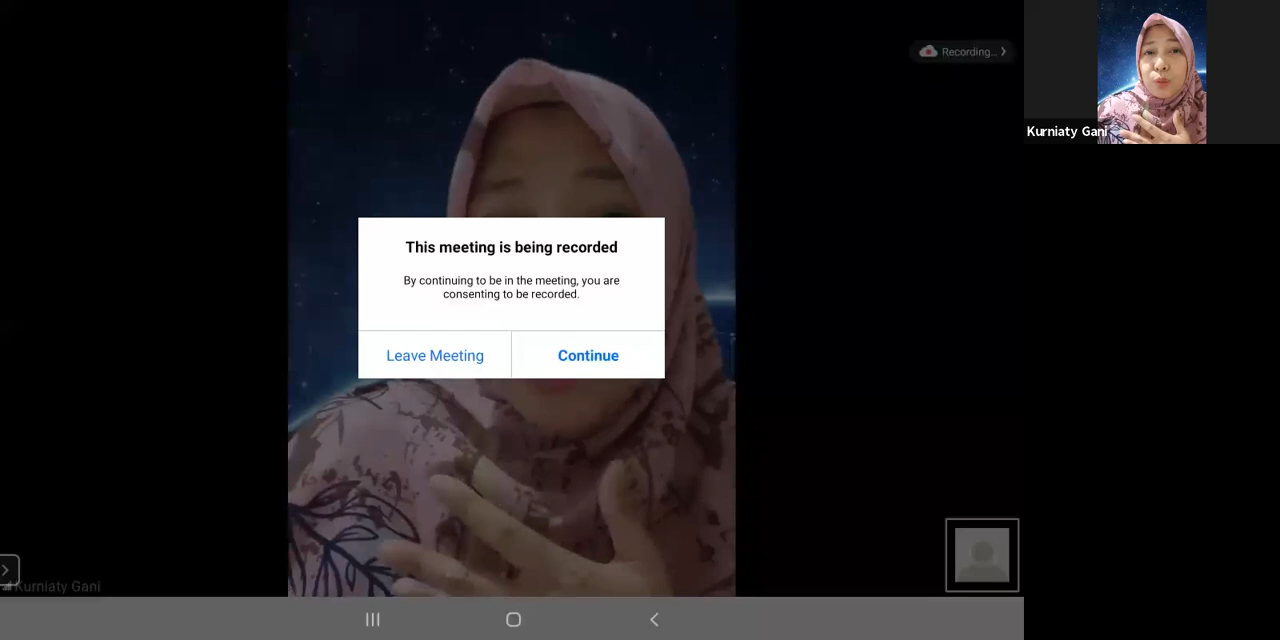 Recording...
Kurniaty Gani
This meeting is being recorded
By continuing to be in the meeting, you are
consenting to be recorded.
Leave Meeting
Continue
Kurniaty Gani